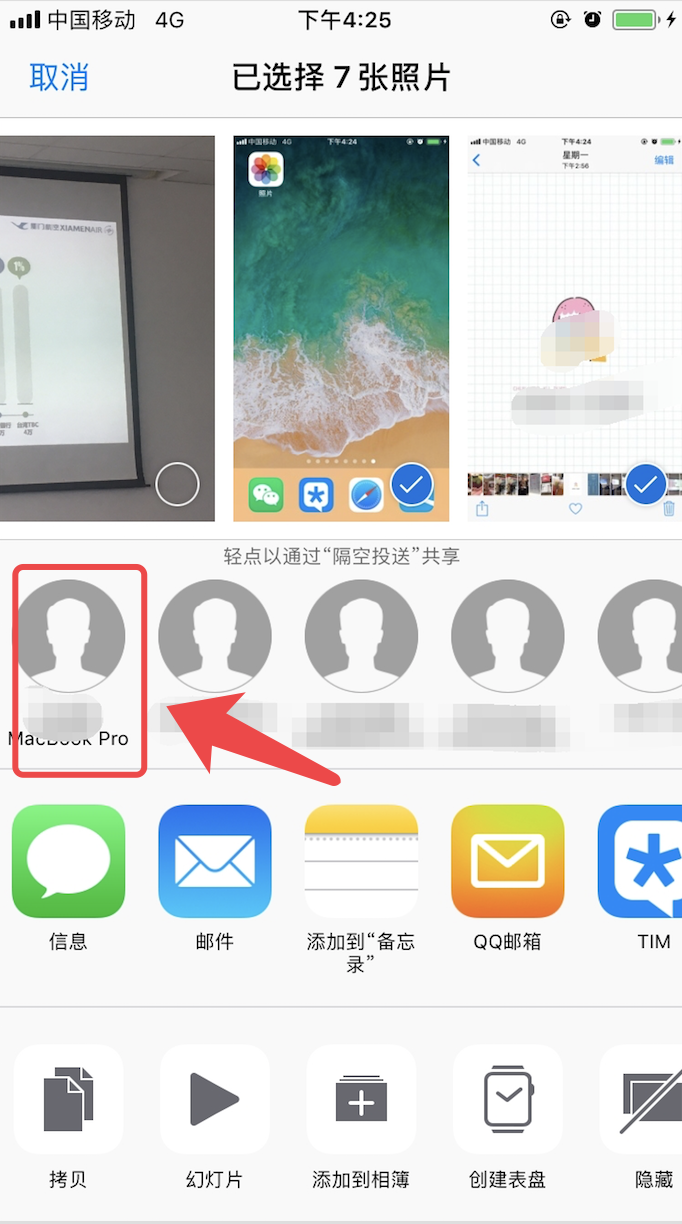 中国移动 4G 下午4:25
取消 已选择 7 张照片
厦门航空 XIAMENAIR
1%
中国移动 4G 下午4:24
照片
中国移动 4G 下午4:24
星期一
下午2:56
编辑
轻点以通过“隔空投送”共享
MacBook Pro
信息 邮件 添加到“备忘录” QQ邮箱 TIM
拷贝 幻灯片 添加到相簿 创建表盘 隐藏